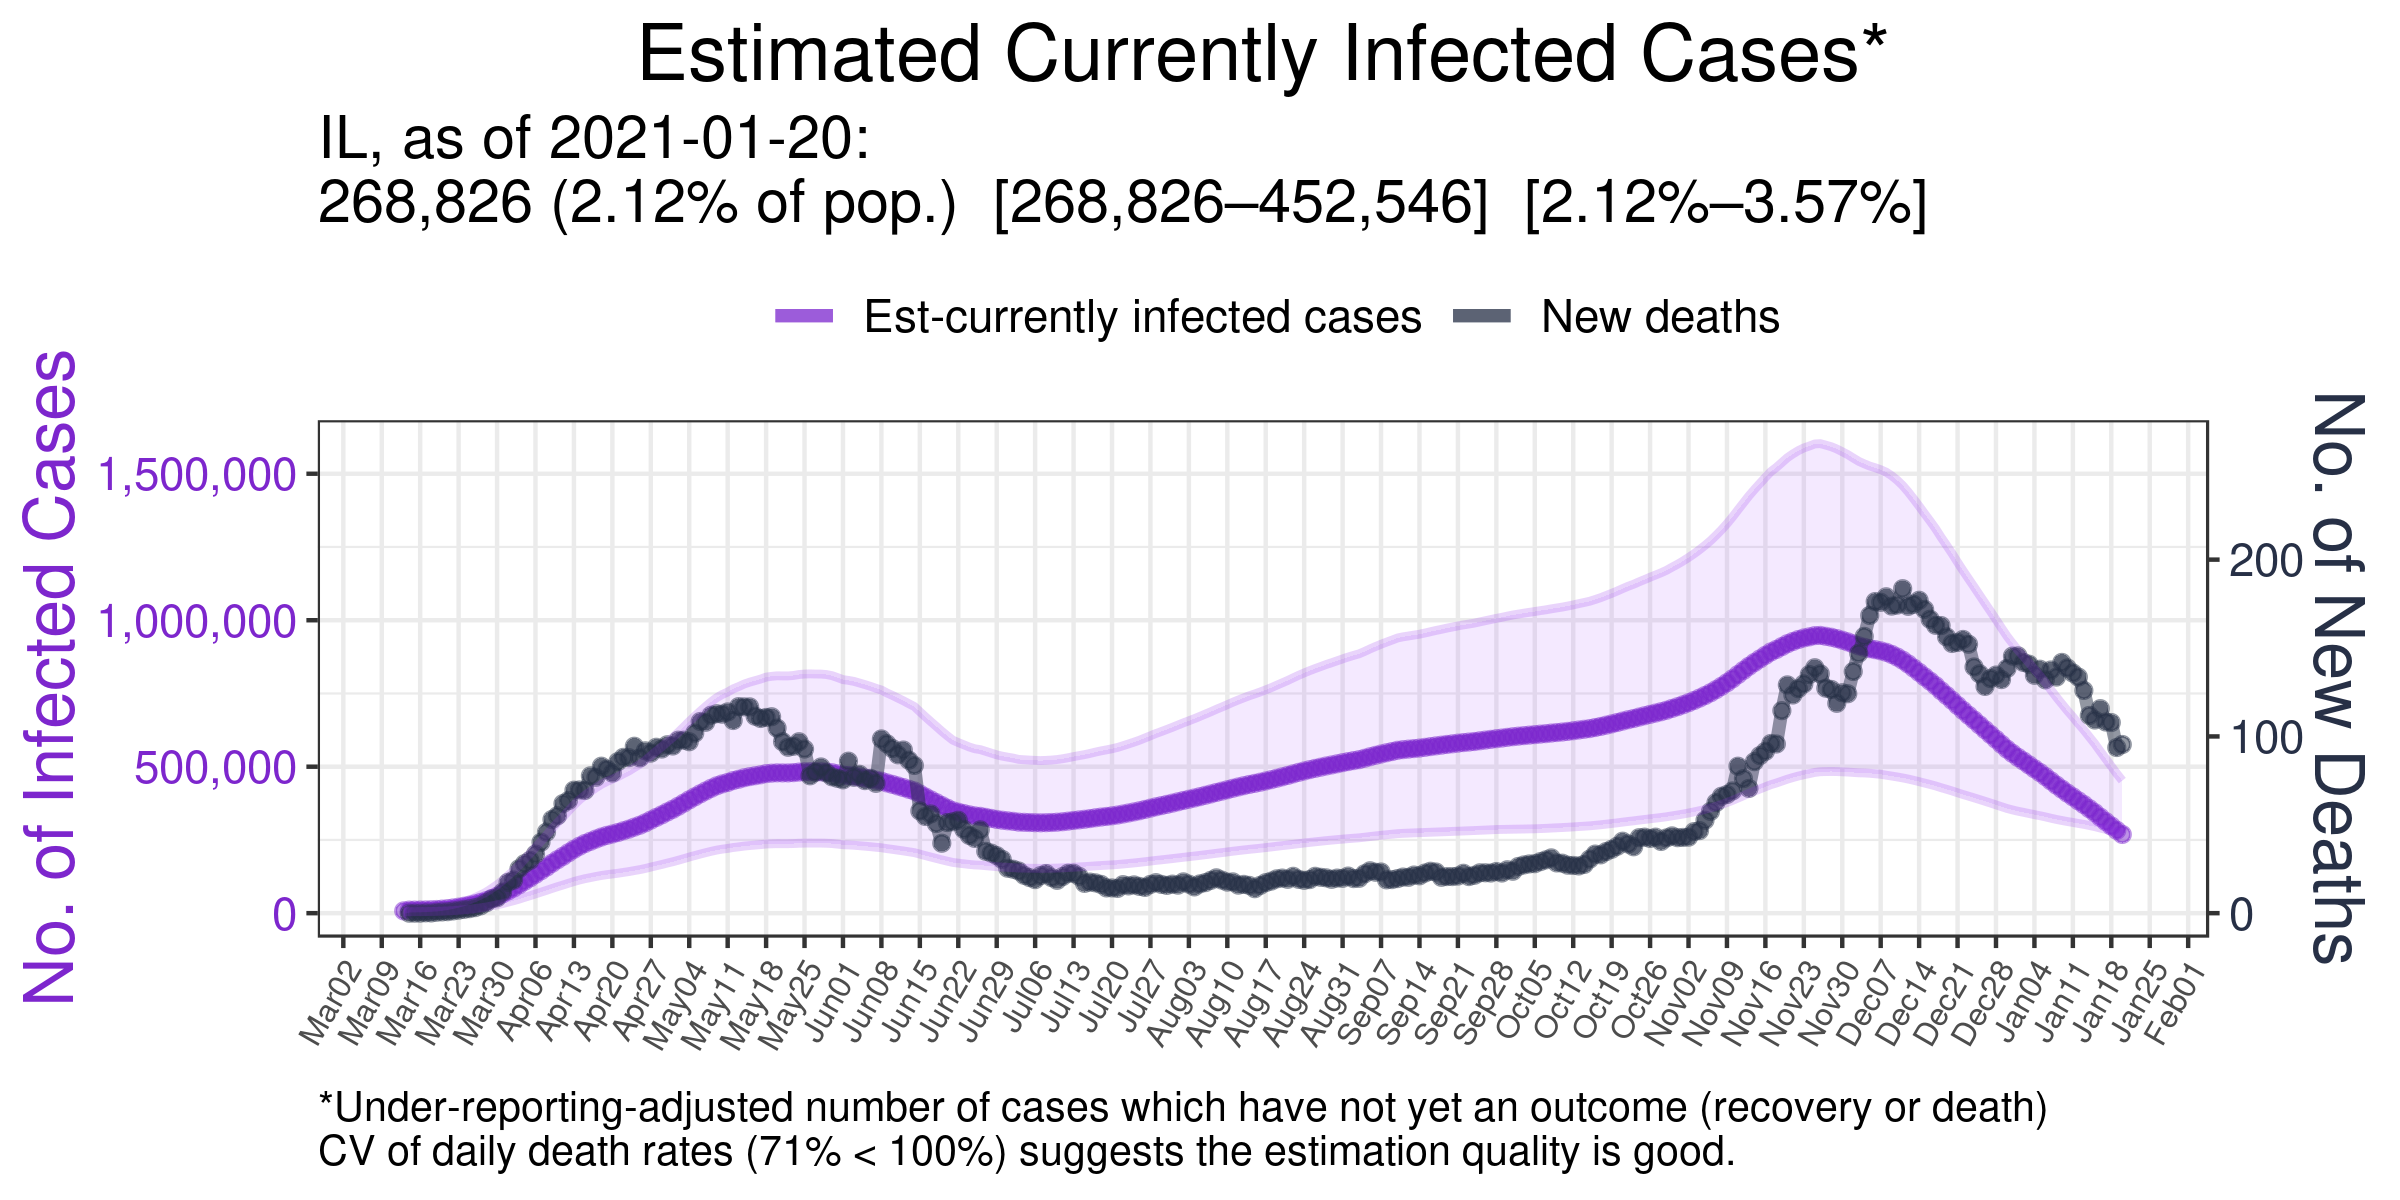 Estimated Currently Infected Cases*
IL, as of 2021-01-20:
268,826 (2.12% of pop.)  [268,826–452,546]  [2.12%–3.57%]
Est-currently infected cases
New deaths
No. of Infected Cases
1,500,000
1,000,000
500,000
0
No. of New Deaths
200
100
0
Mar02
Mar09
Mar16
Mar23
Mar30
Apr06
Apr13
Apr20
Apr27
May04
May11
May18
May25
Jun01
Jun08
Jun15
Jun22
Jun29
Jul06
Jul13
Jul20
Jul27
Aug03
Aug10
Aug17
Aug24
Aug31
Sep07
Sep14
Sep21
Sep28
Oct05
Oct12
Oct19
Oct26
Nov02
Nov09
Nov16
Nov23
Nov30
Dec07
Dec14
Dec21
Dec28
Jan04
Jan11
Jan18
Jan25
Feb01
*Under-reporting-adjusted number of cases which have not yet an outcome (recovery or death)
CV of daily death rates (71% < 100%) suggests the estimation quality is good.